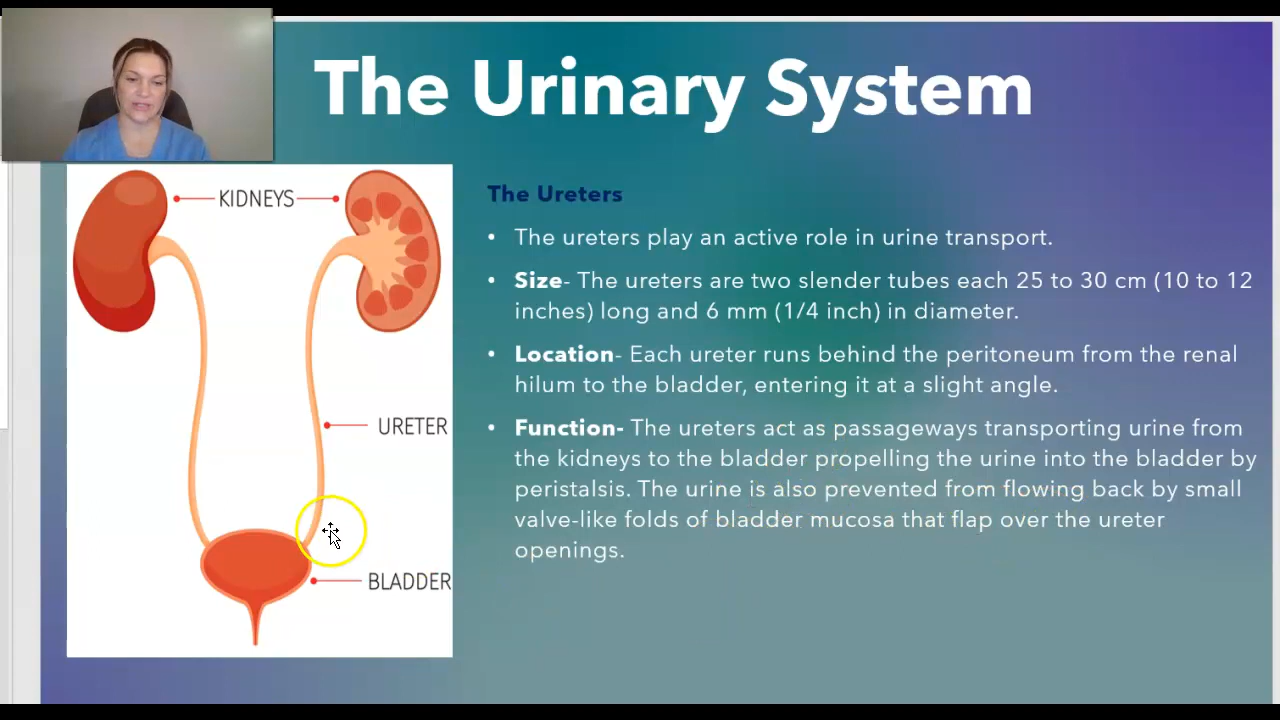 The Urinary System
KIDNEYS
URETER
BLADDER
The Ureters
• The ureters play an active role in urine transport.
• Size- The ureters are two slender tubes each 25 to 30 cm (10 to 12
inches) long and 6 mm (1/4 inch) in diameter.
• Location- Each ureter runs behind the peritoneum from the renal
hilum to the bladder, entering it at a slight angle.
• Function- The ureters act as passageways transporting urine from
the kidneys to the bladder propelling the urine into the bladder by
peristalsis. The urine is also prevented from flowing back by small
valve-like folds of bladder mucosa that flap over the ureter
openings.